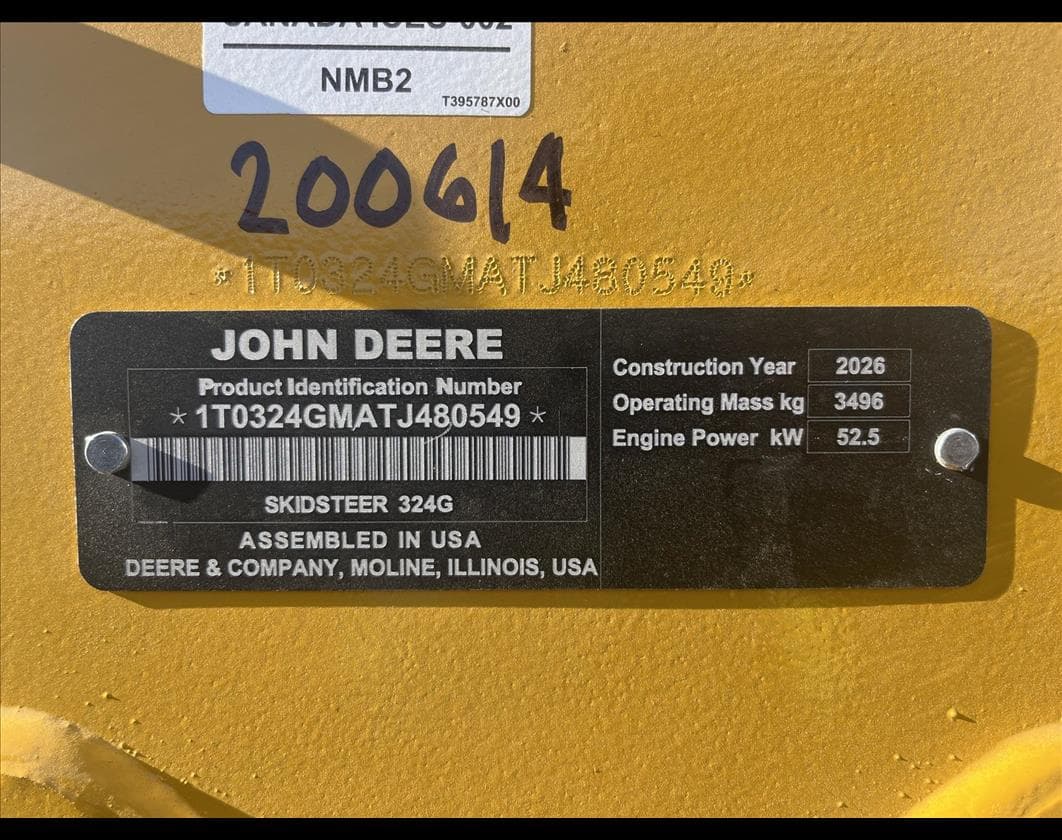 NMB2
T395787X00
200614
*1T0324GMATJ480549*
JOHN DEERE
Product Identification Number
*1T0324GMATJ480549*
SKIDSTEER 324G
ASSEMBLED IN USA
DEERE & COMPANY, MOLINE, ILLINOIS, USA
Construction Year 2026
Operating Mass kg 3496
Engine Power kW 52.5